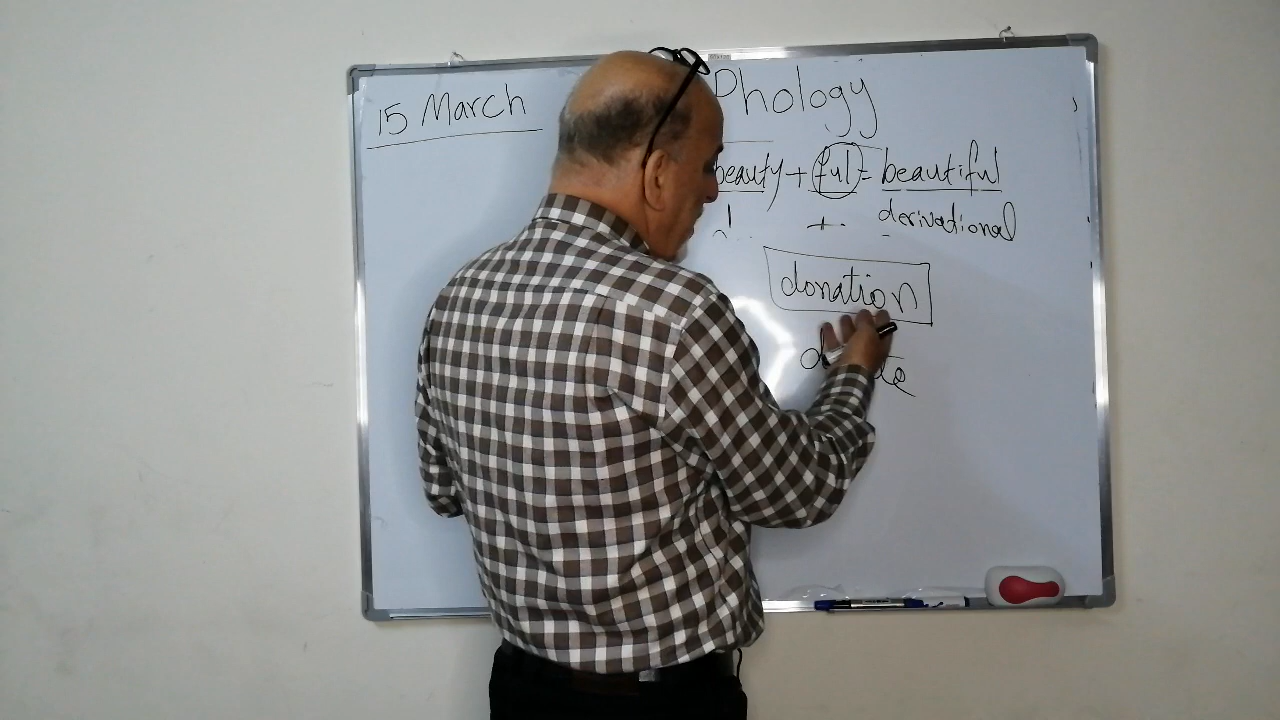 15 March
Phology
beauty + ful = beautiful
+ derivational
donation